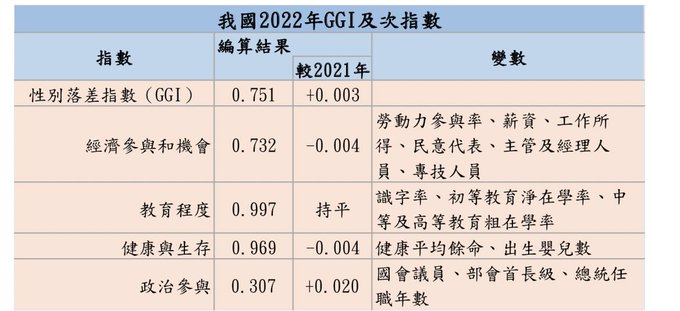 我國2022年GGI及次指數
指數
編算結果
較2021年
變數
性別落差指數（GGI）
0.751
+0.003
經濟參與和機會
0.732
-0.004
勞動力參與率、薪資、工作所
得、民意代表、主管及經理人
員、專技人員
教育程度
0.997
持平
識字率、初等教育淨在學率、中
等及高等教育粗在學率
健康與生存
0.969
-0.004
健康平均餘命、出生嬰兒數
政治參與
0.307
+0.020
國會議員、部會首長級、總統任
職年數